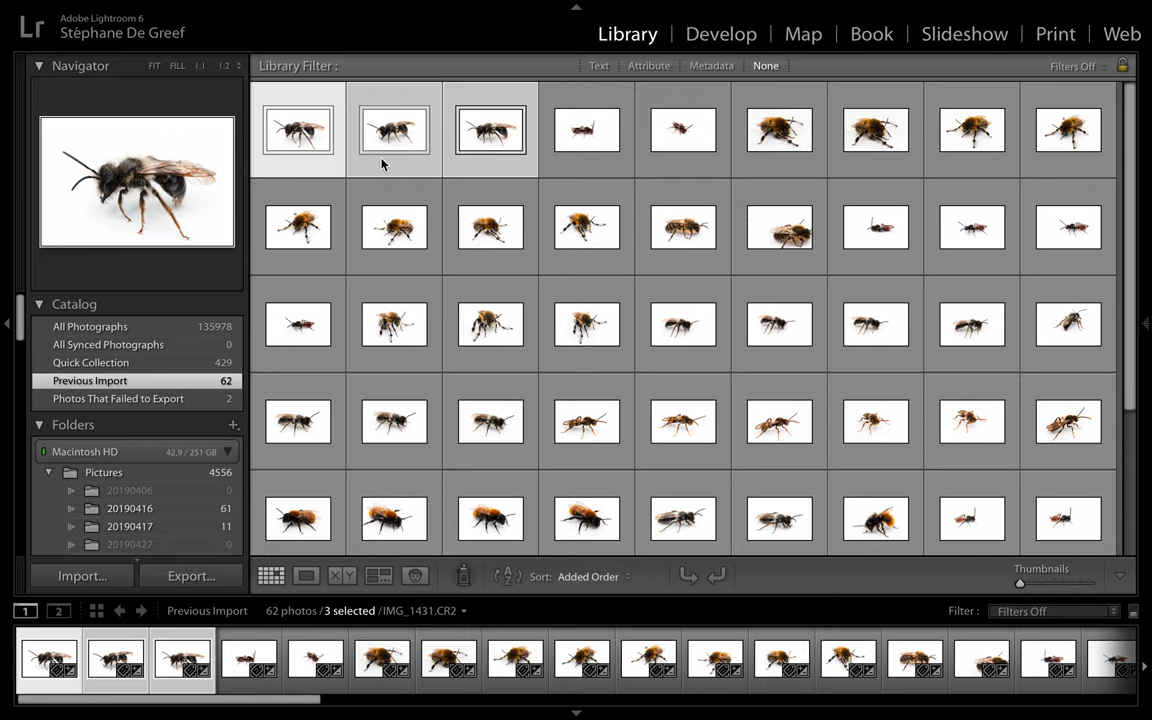 Lr
Adobe Lightroom 6
Stéphane De Greef
Library | Develop | Map | Book | Slideshow | Print | Web
Navigator FIT FILL 1:1 1:2
Library Filter : Text Attribute Metadata None Filters Off
Catalog
All Photographs 135978
All Synced Photographs 0
Quick Collection 429
Previous Import 62
Photos That Failed to Export 2
Folders +
Macintosh HD 42,9 / 251 GB
Pictures 4556
20190406 0
20190416 61
20190417 11
20190427 0
Import... Export...
XY
Sort: Added Order
Thumbnails
1 2 Previous Import 62 photos / 3 selected / IMG_1431.CR2
Filter : Filters Off